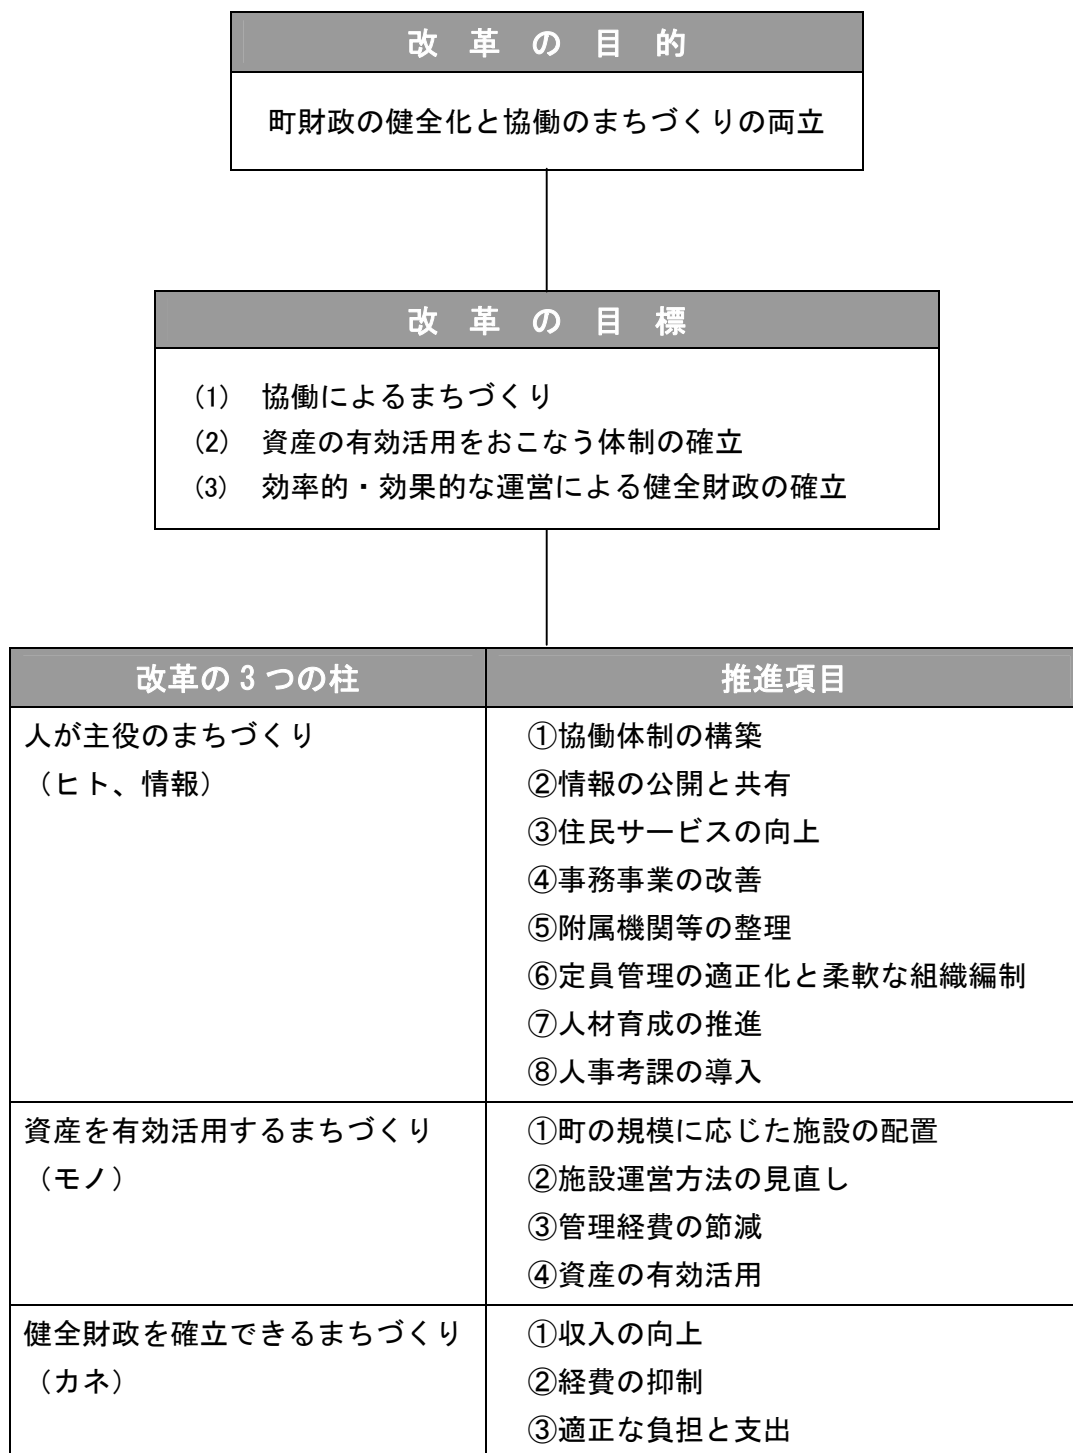 改革の目的
町財政の健全化と協働のまちづくりの両立
改革の目標
(1) 協働によるまちづくり
(2) 資産の有効活用をおこなう体制の確立
(3) 効率的・効果的な運営による健全財政の確立
改革の3つの柱
推進項目
人が主役のまちづくり
（ヒト、情報）
①協働体制の構築
②情報の公開と共有
③住民サービスの向上
④事務事業の改善
⑤附属機関等の整理
⑥定員管理の適正化と柔軟な組織編制
⑦人材育成の推進
⑧人事考課の導入
資産を有効活用するまちづくり
（モノ）
①町の規模に応じた施設の配置
②施設運営方法の見直し
③管理経費の節減
④資産の有効活用
健全財政を確立できるまちづくり
（カネ）
①収入の向上
②経費の抑制
③適正な負担と支出